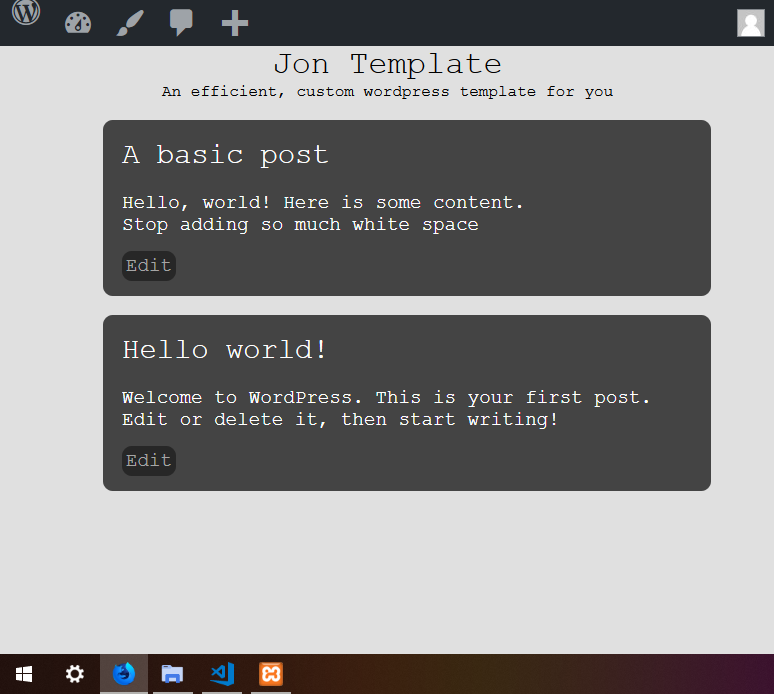 Jon Template
An efficient, custom wordpress template for you
A basic post
Hello, world! Here is some content.
Stop adding so much white space
Edit
Hello world!
Welcome to WordPress. This is your first post.
Edit or delete it, then start writing!
Edit